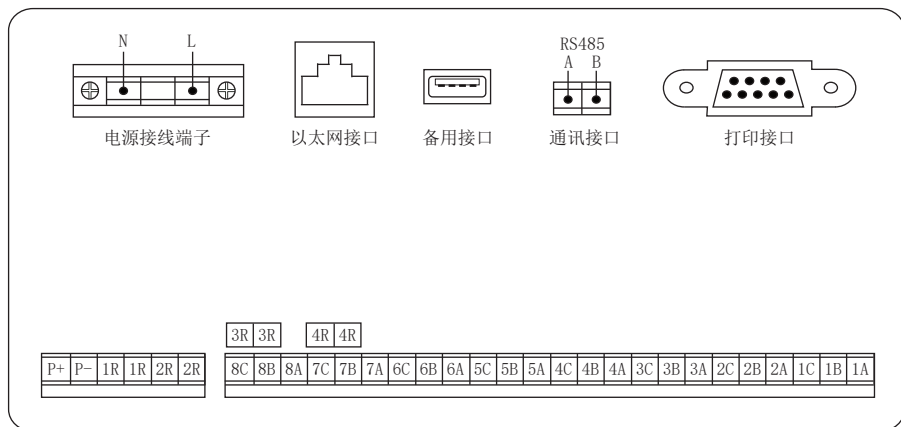 N L
RS485
A B
电源接线端子 以太网接口 备用接口 通讯接口 打印接口
3R 3R 4R 4R
P+ P- 1R 1R 2R 2R 8C 8B 8A 7C 7B 7A 6C 6B 6A 5C 5B 5A 4C 4B 4A 3C 3B 3A 2C 2B 2A 1C 1B 1A